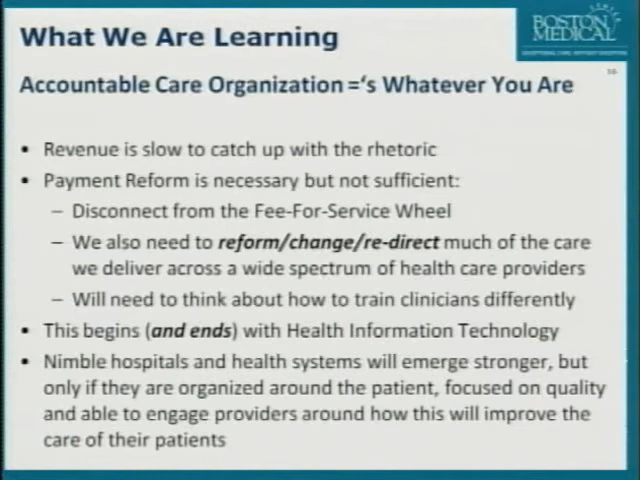 What We Are Learning
BOSTON
MEDICAL
CENTER
Accountable Care Organization ='s Whatever You Are
• Revenue is slow to catch up with the rhetoric
• Payment Reform is necessary but not sufficient:
– Disconnect from the Fee-For-Service Wheel
– We also need to reform/change/re-direct much of the care
we deliver across a wide spectrum of health care providers
– Will need to think about how to train clinicians differently
• This begins (and ends) with Health Information Technology
• Nimble hospitals and health systems will emerge stronger, but
only if they are organized around the patient, focused on quality
and able to engage providers around how this will improve the
care of their patients